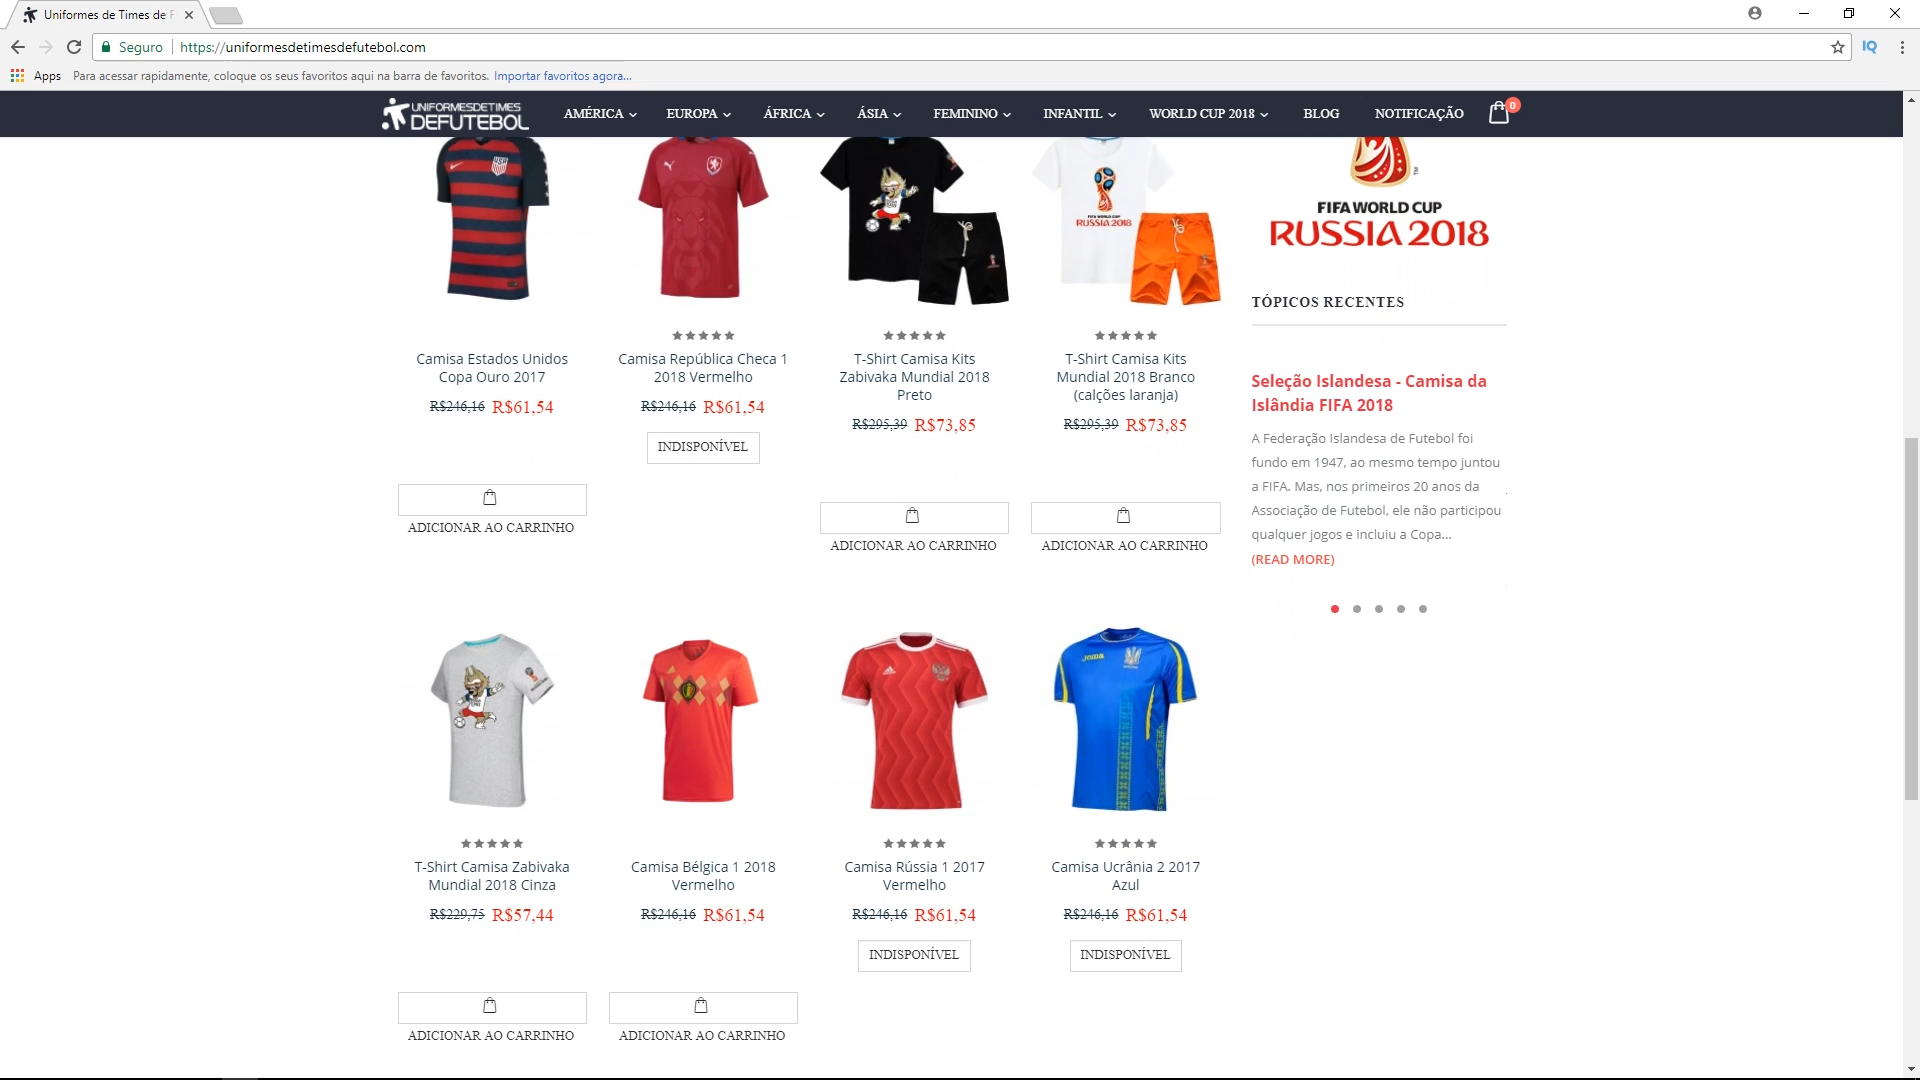 Uniformes de Times de F
Seguro
https://uniformesdetimesdefutebol.com
IQ
Apps
Para acessar rapidamente, coloque os seus favoritos aqui na barra de favoritos. Importar favoritos agora...
UNIFORMESDETIMES
DEFUTEBOL
AMÉRICA
EUROPA
ÁFRICA
ÁSIA
FEMININO
INFANTIL
WORLD CUP 2018
BLOG
NOTIFICAÇÃO
0
FIFA WORLD CUP
RUSSIA 2018
Camisa Estados Unidos
Copa Ouro 2017
R$246,16 R$61,54
ADICIONAR AO CARRINHO
Camisa República Checa 1
2018 Vermelho
R$246,16 R$61,54
INDISPONÍVEL
T-Shirt Camisa Kits
Zabivaka Mundial 2018
Preto
R$295,39 R$73,85
ADICIONAR AO CARRINHO
FIFA WORLD CUP
RUSSIA 2018
T-Shirt Camisa Kits
Mundial 2018 Branco
(calções laranja)
R$295,39 R$73,85
ADICIONAR AO CARRINHO
TÓPICOS RECENTES
Seleção Islandesa - Camisa da
Islândia FIFA 2018
A Federação Islandesa de Futebol foi
fundo em 1947, ao mesmo tempo juntou
a FIFA. Mas, nos primeiros 20 anos da
Associação de Futebol, ele não participou
qualquer jogos e incluiu a Copa...
(READ MORE)
T-Shirt Camisa Zabivaka
Mundial 2018 Cinza
R$229,75 R$57,44
ADICIONAR AO CARRINHO
Camisa Bélgica 1 2018
Vermelho
R$246,16 R$61,54
ADICIONAR AO CARRINHO
Camisa Rússia 1 2017
Vermelho
R$246,16 R$61,54
INDISPONÍVEL
Joma
Camisa Ucrânia 2 2017
Azul
R$246,16 R$61,54
INDISPONÍVEL